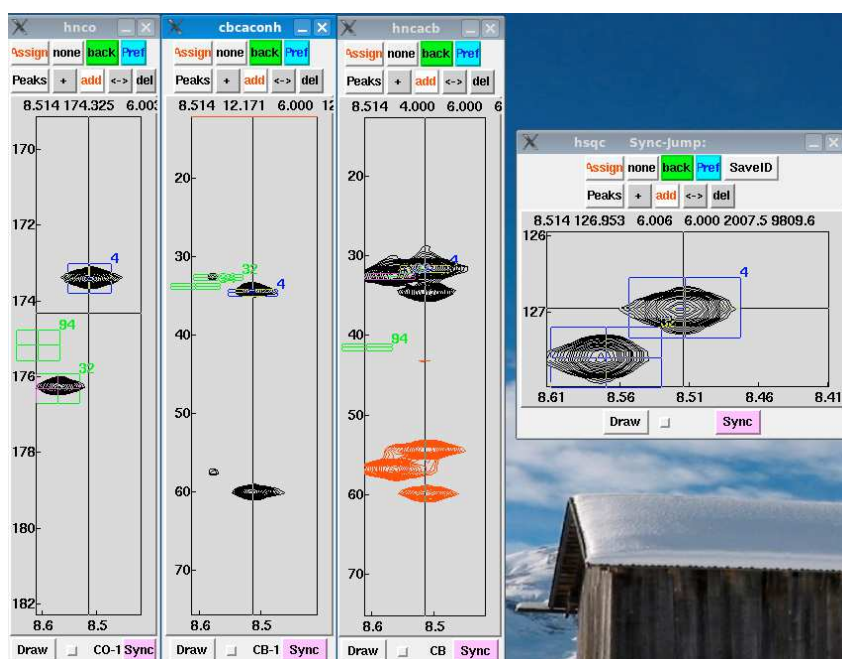 hnco
Assign none back Pref
Peaks + add <-> del
8.514 174.325 6.003
170
172
174
176
178
180
182
4
94
32
8.6 8.5
Draw CO-1 Sync
cbcaconh
Assign none back Pref
Peaks + add <-> del
8.514 12.171 6.000 12
20
30
40
50
60
70
32
94
4
8.6 8.5
Draw CB-1 Sync
hncacb
Assign none back Pref
Peaks + add <-> del
8.514 4.000 6.000 6
20
30
40
50
60
70
4
94
8.6 8.5
Draw CB Sync
hsqc Sync-Jump:
Assign none back Pref SaveID
Peaks + add <-> del
8.514 126.953 6.006 6.000 2007.5 9809.6
126
127
4
8.61 8.56 8.51 8.46 8.41
Draw Sync